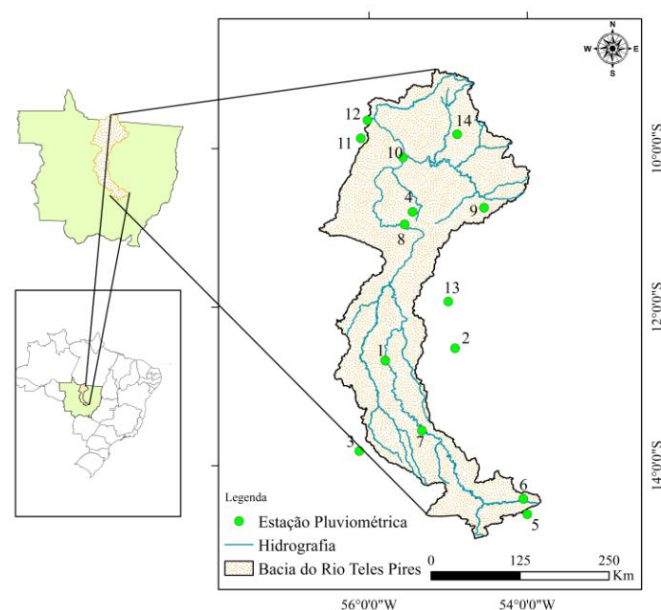 N
W E
S
12
14
11
10
4
9
8
13
2
1
3
7
6
5
10°0'0"S
12°0'0"S
14°0'0"S
Legenda
Estação Pluviométrica
Hidrografia
Bacia do Rio Teles Pires
0 125 250
Km
56°0'0"W 54°0'0"W